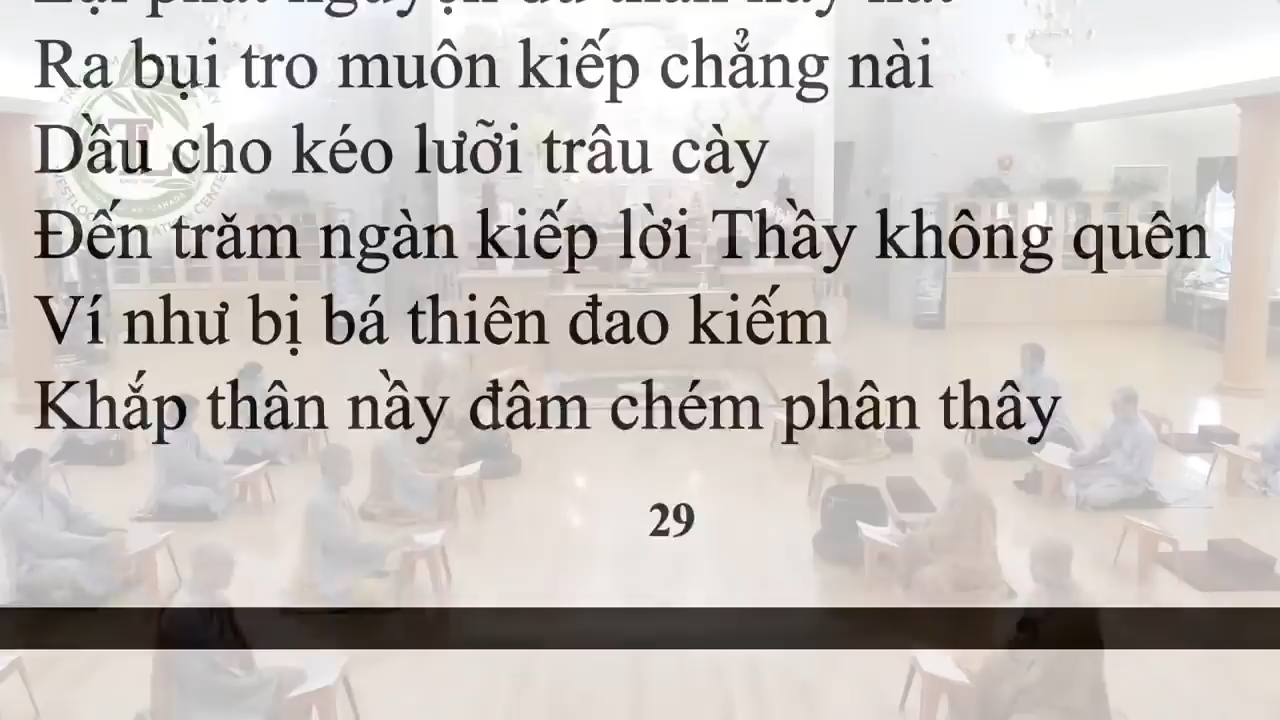 Ra bụi tro muôn kiếp chẳng nài
Dầu cho kéo lưỡi trâu cày
Đến trăm ngàn kiếp lời Thầy không quên
Ví như bị bá thiên đao kiếm
Khắp thân nầy đâm chém phân thây
29